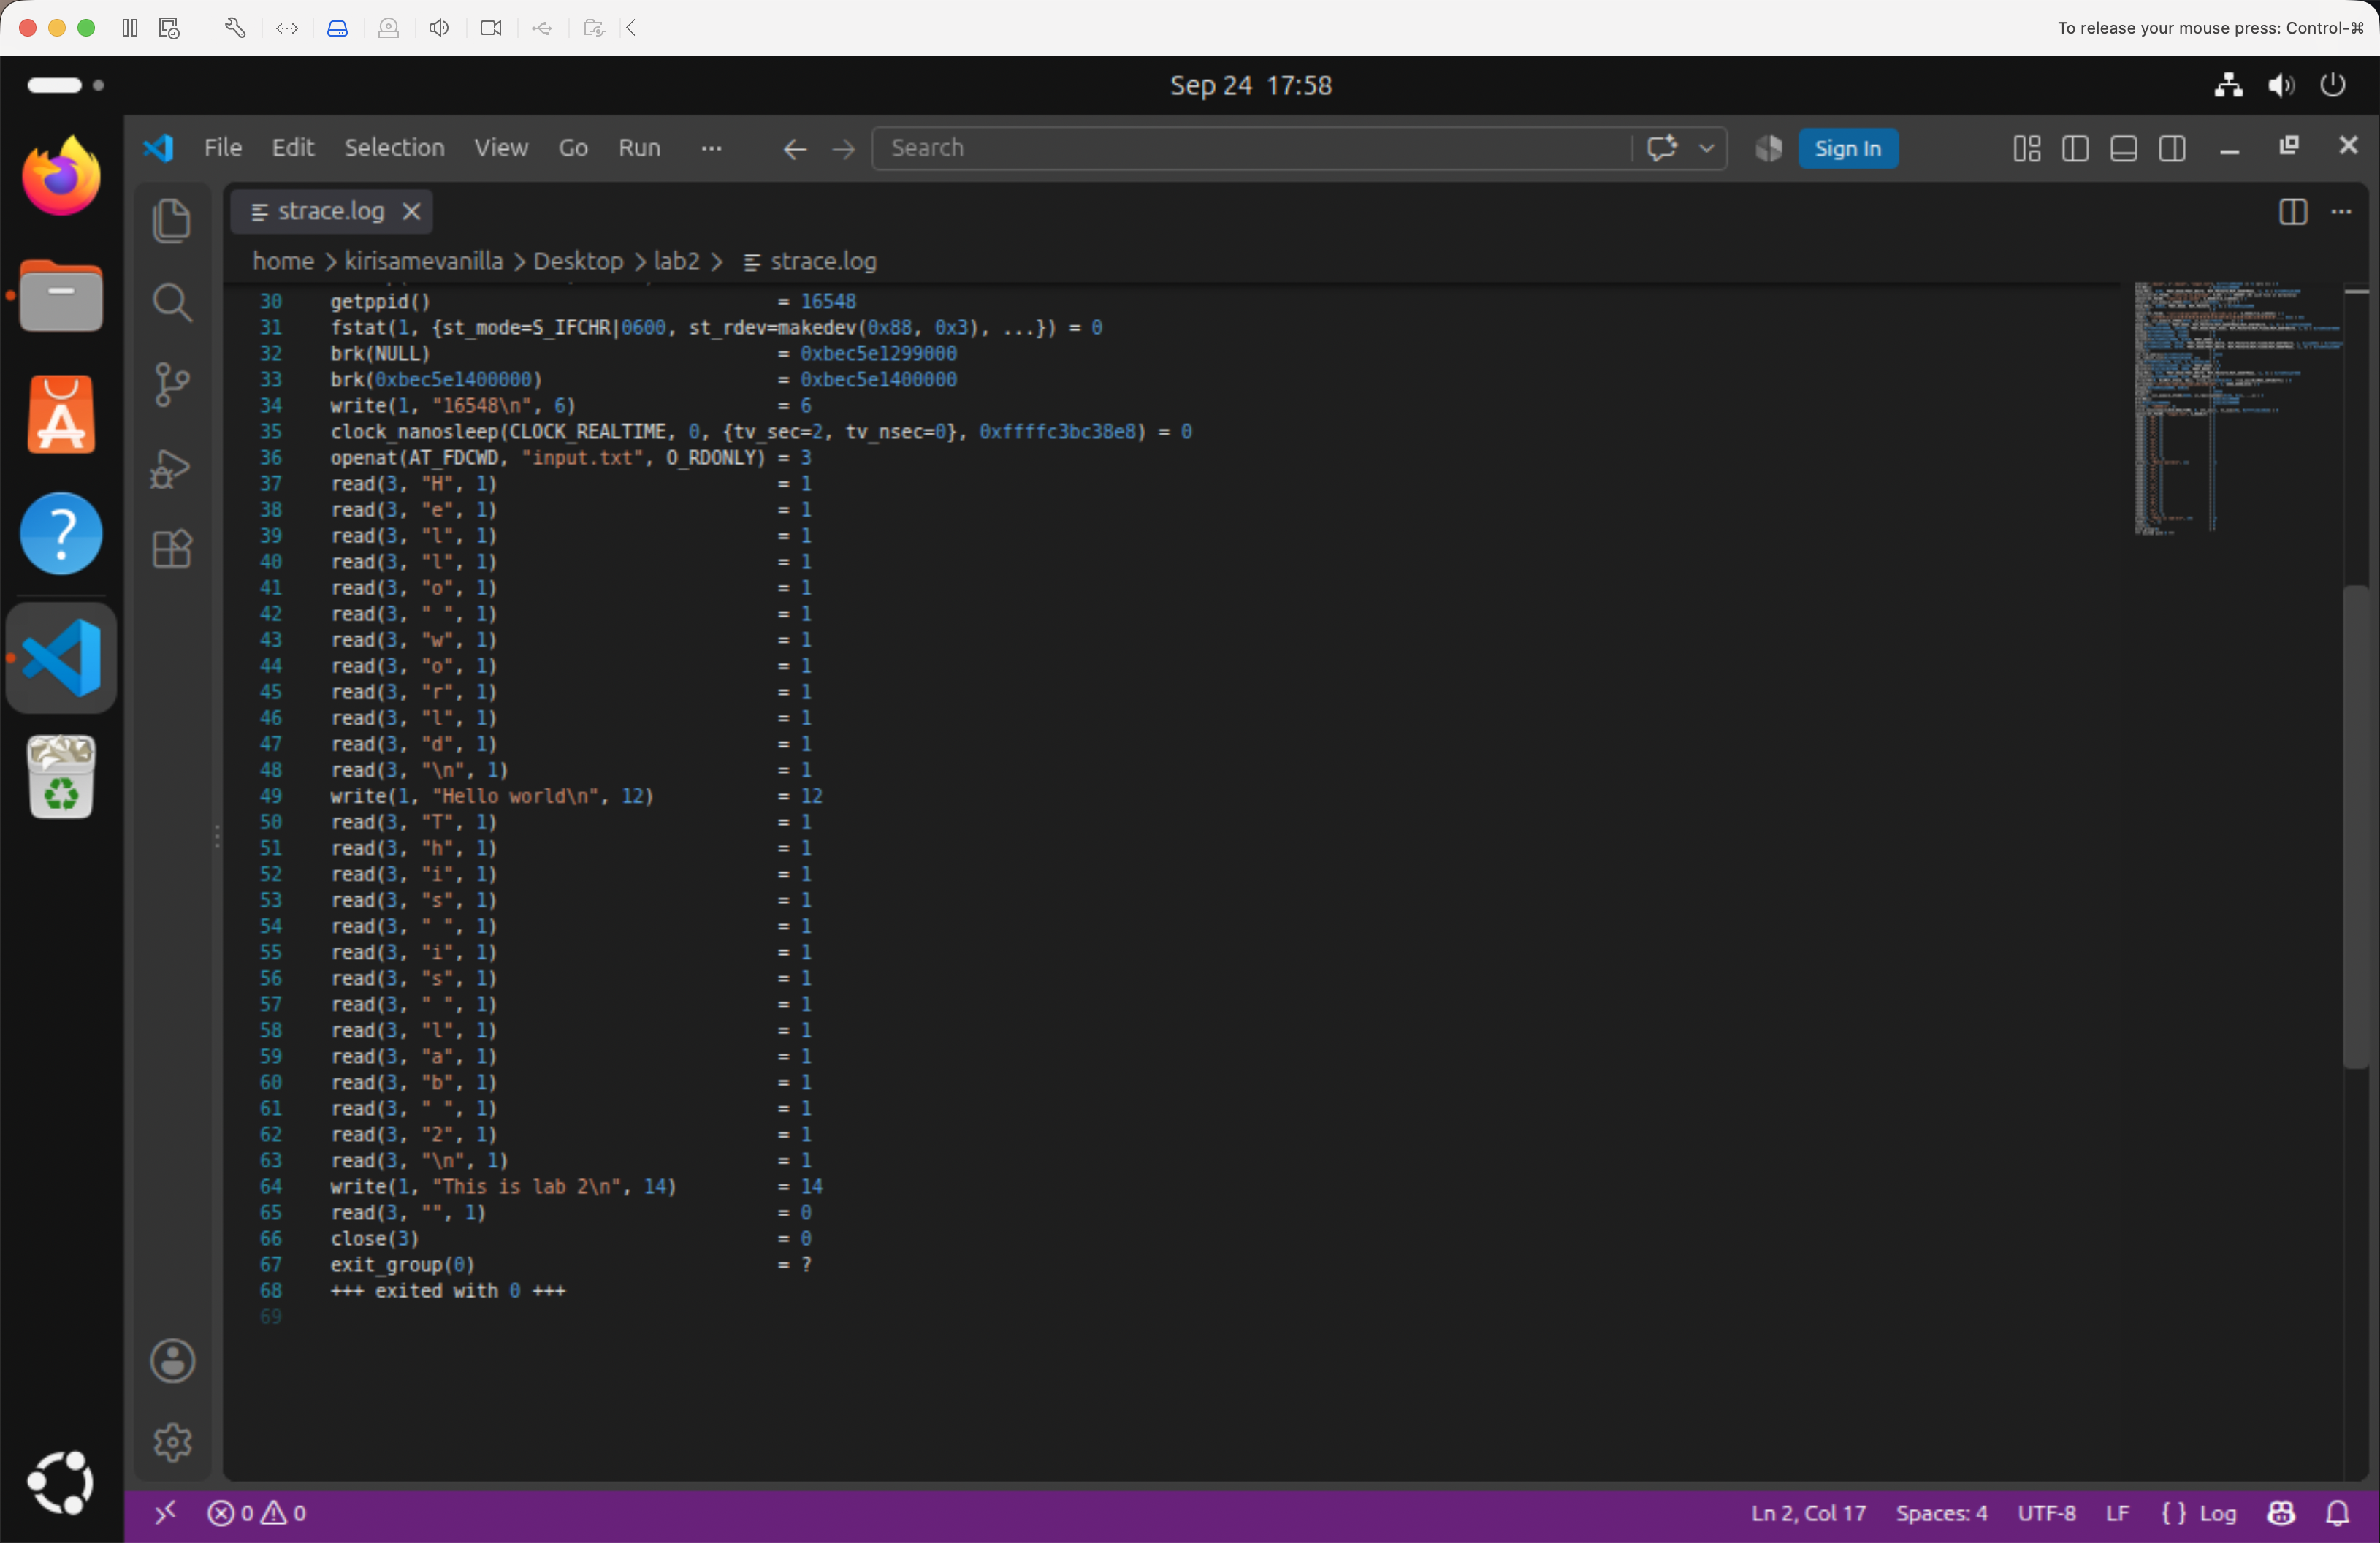 To release your mouse press: Control-⌘
Sep 24 17:58
File Edit Selection View Go Run ··· Search Sign In
strace.log
home > kirisamevanilla > Desktop > lab2 > strace.log
30 getppid() = 16548
31 fstat(1, {st_mode=S_IFCHR|0600, st_rdev=makedev(0x88, 0x3), ...}) = 0
32 brk(NULL) = 0xbec5e1299000
33 brk(0xbec5e1400000) = 0xbec5e1400000
34 write(1, "16548\n", 6) = 6
35 clock_nanosleep(CLOCK_REALTIME, 0, {tv_sec=2, tv_nsec=0}, 0xffffc3bc38e8) = 0
36 openat(AT_FDCWD, "input.txt", O_RDONLY) = 3
37 read(3, "H", 1) = 1
38 read(3, "e", 1) = 1
39 read(3, "l", 1) = 1
40 read(3, "l", 1) = 1
41 read(3, "o", 1) = 1
42 read(3, " ", 1) = 1
43 read(3, "w", 1) = 1
44 read(3, "o", 1) = 1
45 read(3, "r", 1) = 1
46 read(3, "l", 1) = 1
47 read(3, "d", 1) = 1
48 read(3, "\n", 1) = 1
49 write(1, "Hello world\n", 12) = 12
50 read(3, "T", 1) = 1
51 read(3, "h", 1) = 1
52 read(3, "i", 1) = 1
53 read(3, "s", 1) = 1
54 read(3, " ", 1) = 1
55 read(3, "i", 1) = 1
56 read(3, "s", 1) = 1
57 read(3, " ", 1) = 1
58 read(3, "l", 1) = 1
59 read(3, "a", 1) = 1
60 read(3, "b", 1) = 1
61 read(3, " ", 1) = 1
62 read(3, "2", 1) = 1
63 read(3, "\n", 1) = 1
64 write(1, "This is lab 2\n", 14) = 14
65 read(3, "", 1) = 0
66 close(3) = 0
67 exit_group(0) = ?
68 +++ exited with 0 +++
69
0 0 Ln 2, Col 17 Spaces: 4 UTF-8 LF { } Log